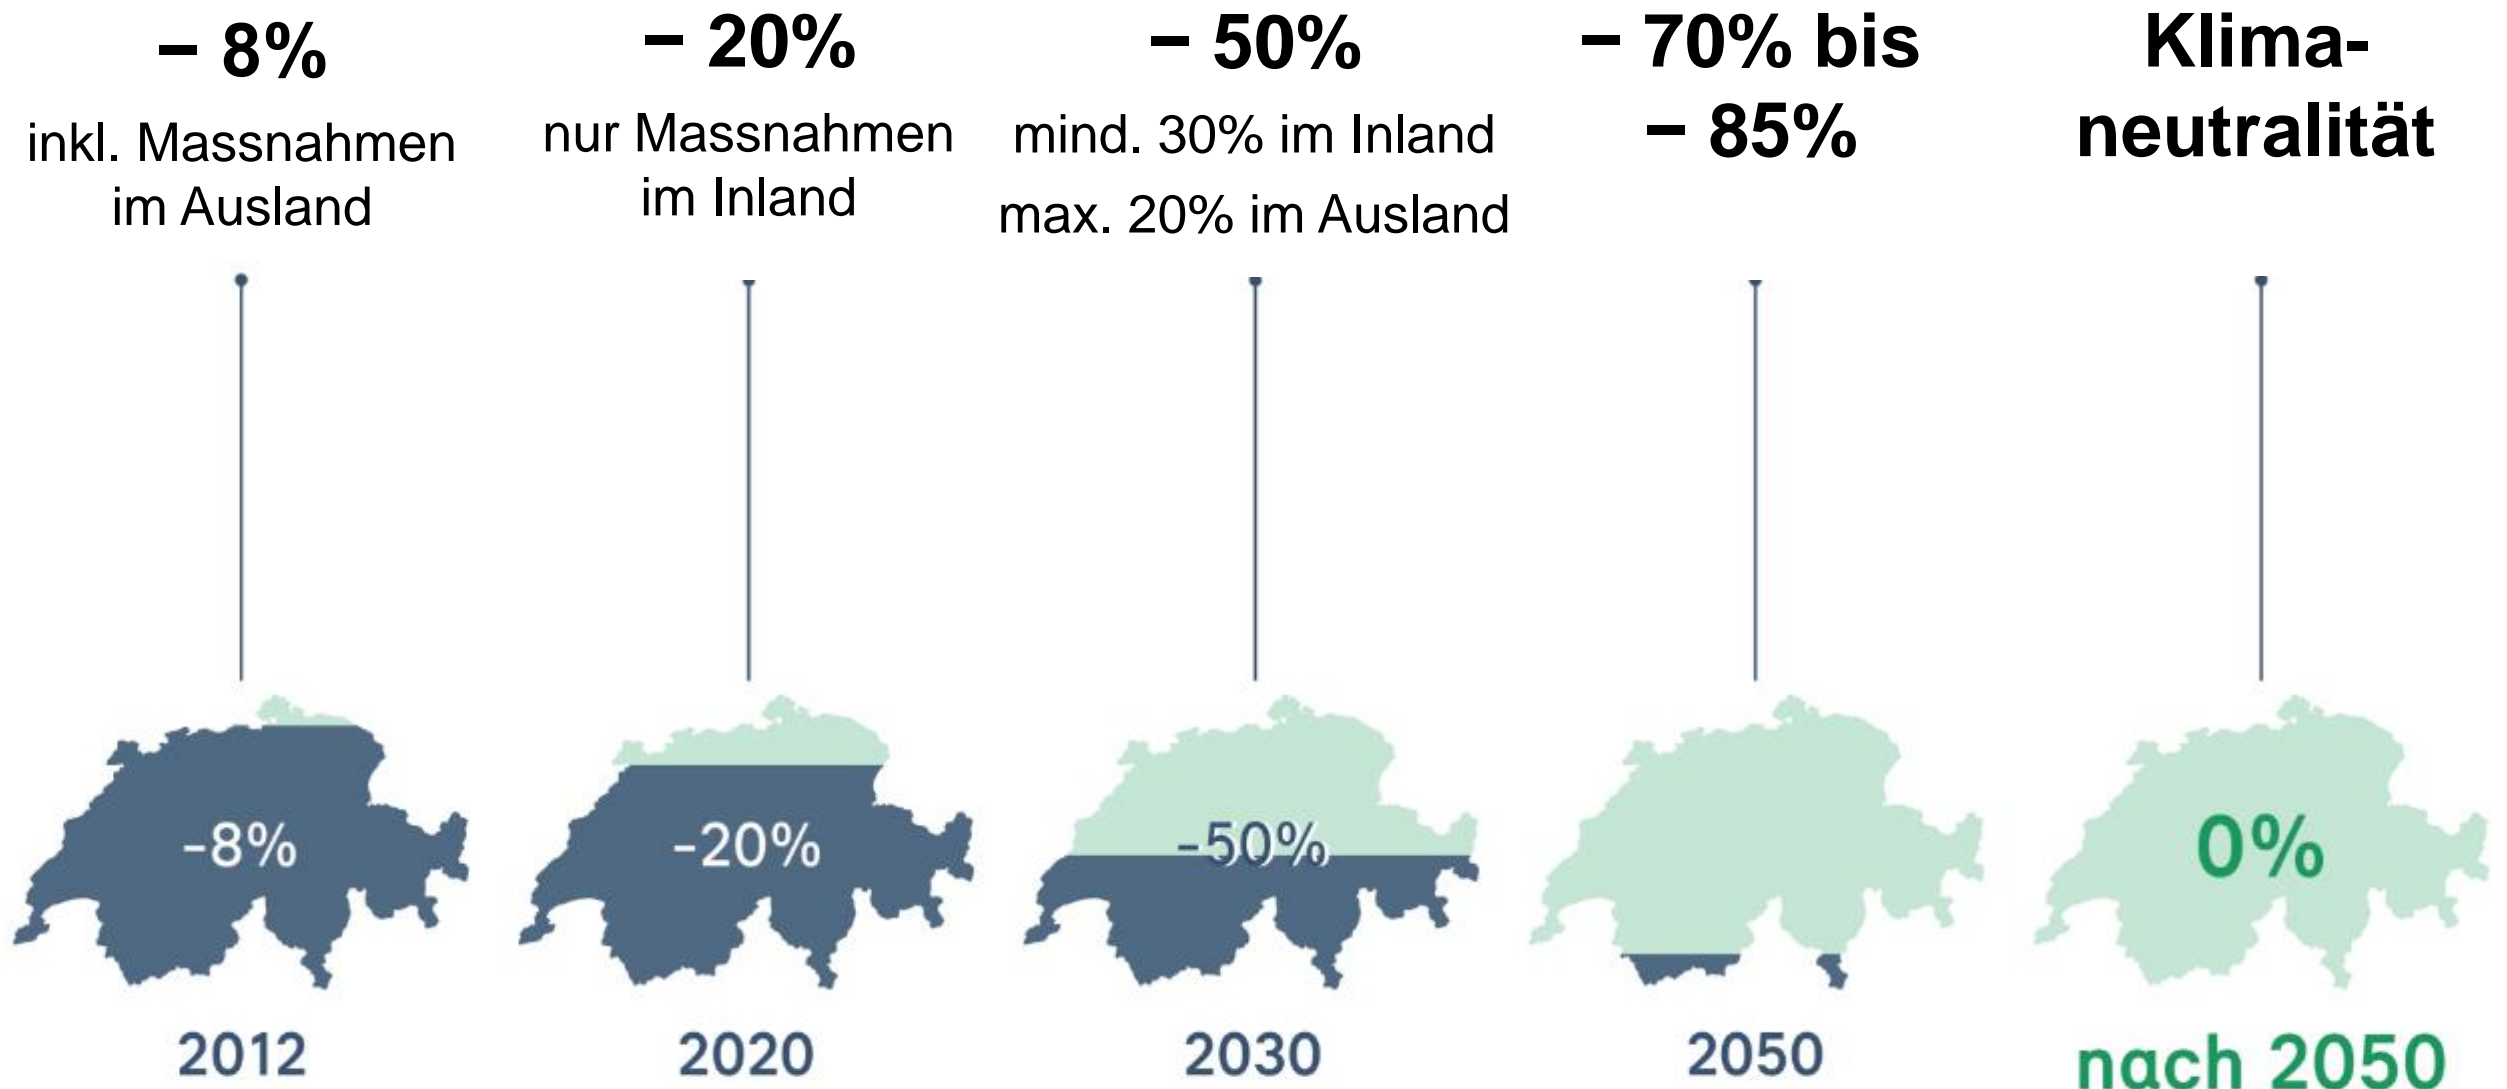 – 8%
inkl. Massnahmen
im Ausland
– 20%
nur Massnahmen
im Inland
– 50%
mind. 30% im Inland
max. 20% im Ausland
– 70% bis
– 85%
Klima-
neutralität
-8%
-20%
-50%
0%
2012
2020
2030
2050
nach 2050